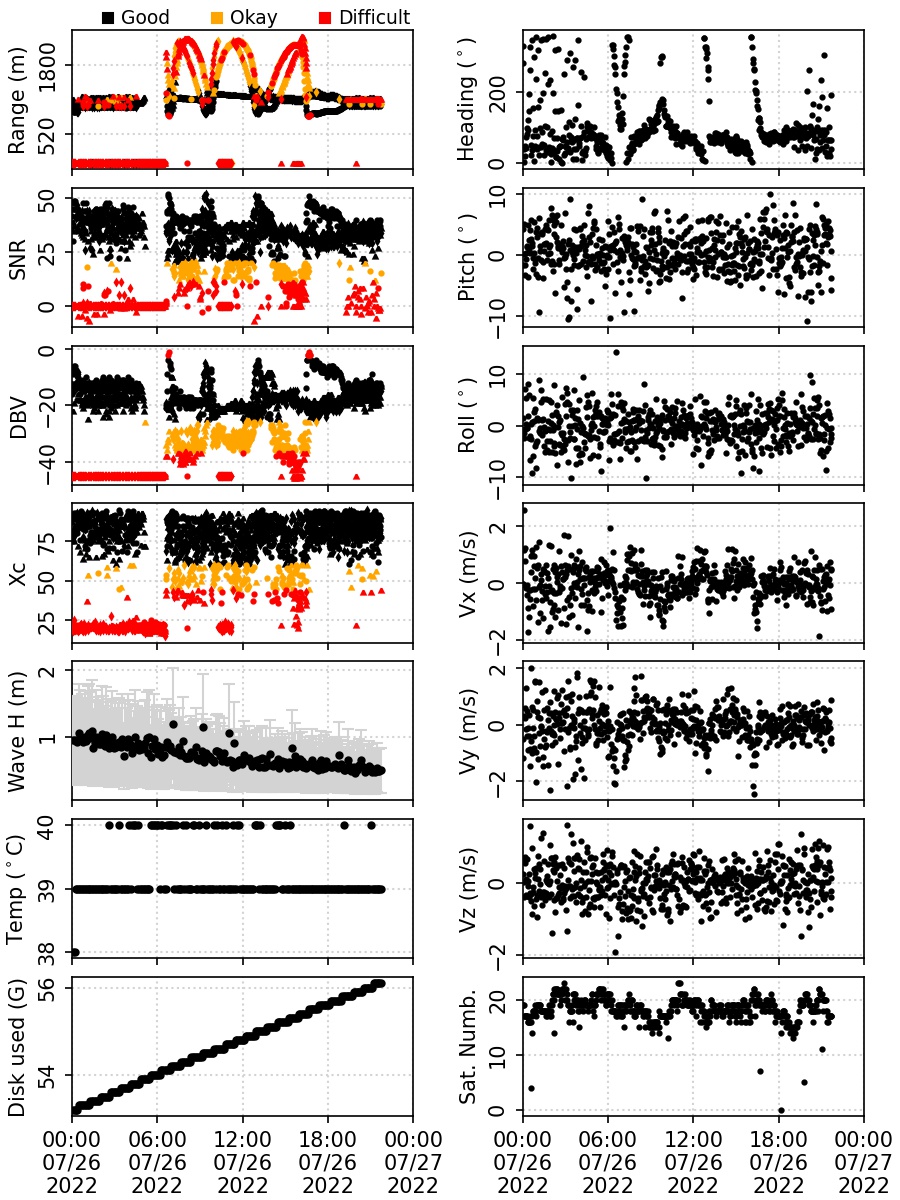 Good Okay Difficult
Range (m)
1800
520
Heading (°)
200
0
SNR
50
25
0
Pitch (°)
10
0
−10
DBV
0
−20
−40
Roll (°)
10
0
−10
Xc
75
50
25
Vx (m/s)
2
0
−2
Wave H (m)
2
1
Vy (m/s)
2
0
−2
Temp (°C)
40
39
38
Vz (m/s)
0
−2
Disk used (G)
56
54
Sat. Numb.
20
10
0
00:00 06:00 12:00 18:00 00:00
07/26 07/26 07/26 07/26 07/27
2022 2022 2022 2022 2022
00:00 06:00 12:00 18:00 00:00
07/26 07/26 07/26 07/26 07/27
2022 2022 2022 2022 2022